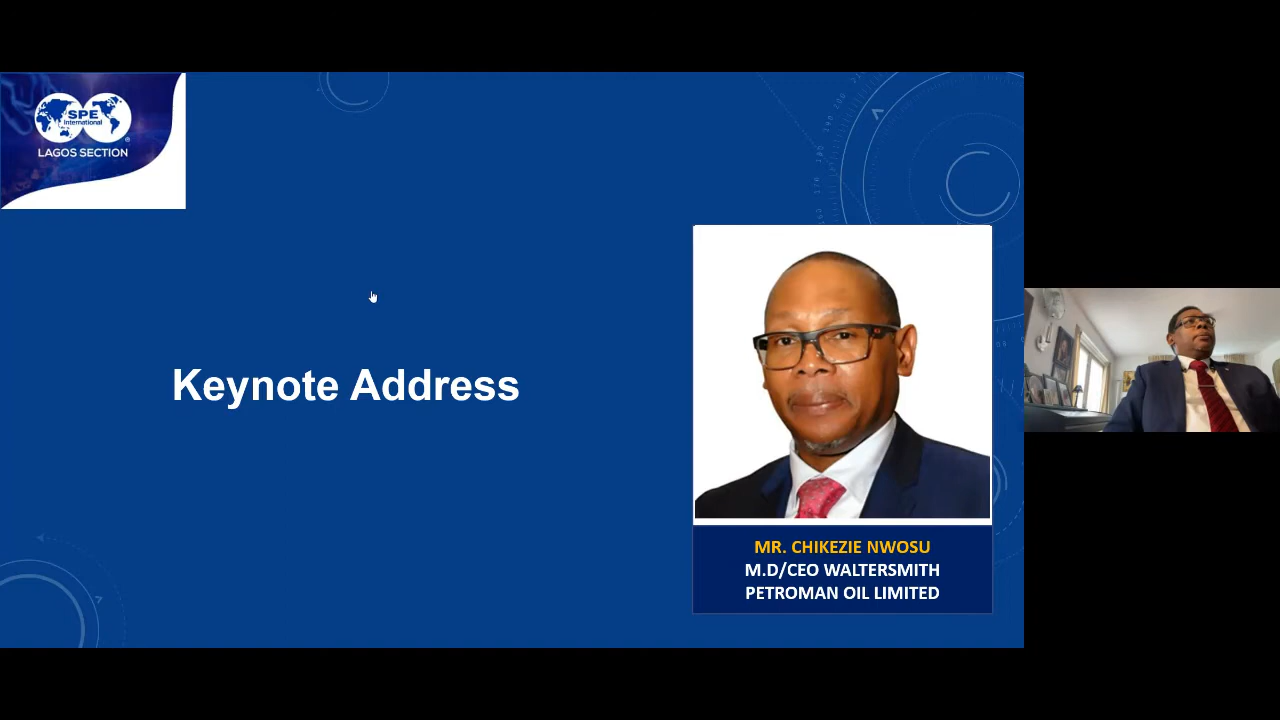 SPE
International
LAGOS SECTION
Keynote Address
MR. CHIKEZIE NWOSU
M.D/CEO WALTERSMITH
PETROMAN OIL LIMITED